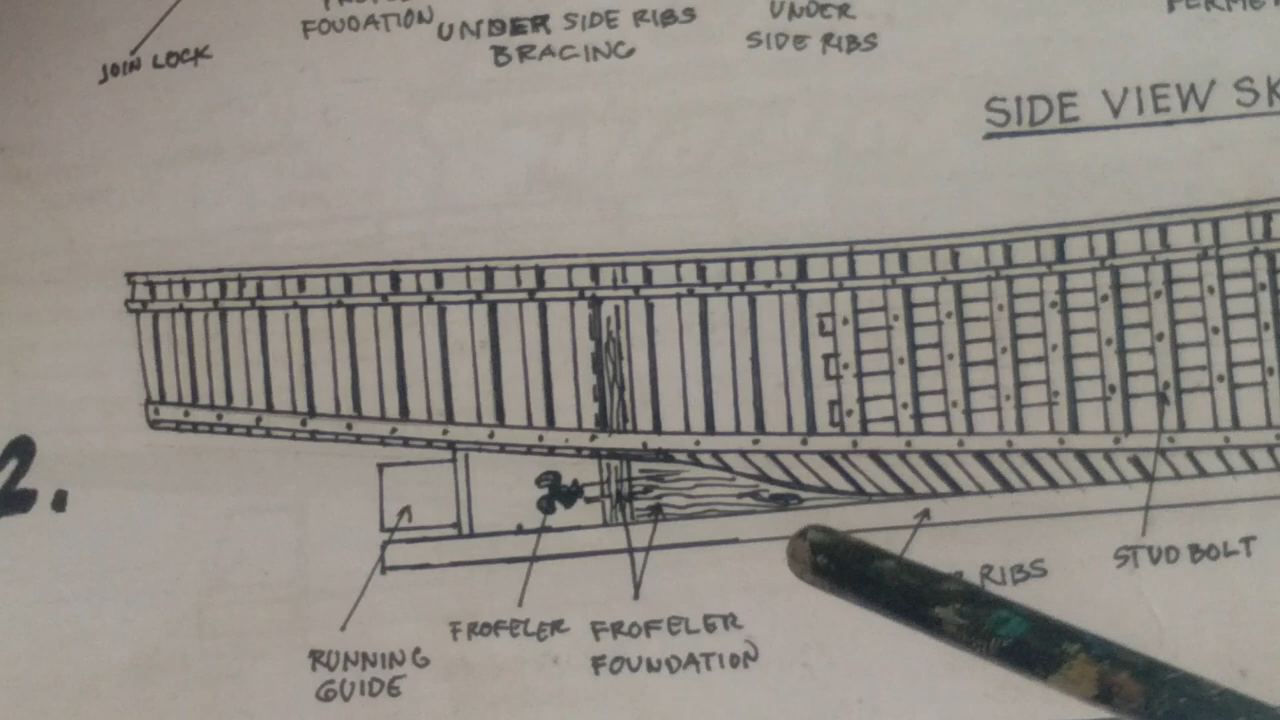 FOUDATION
UNDER SIDE RIBS
BRACING
UNDER
SIDE RIBS
JOIN LOCK
SIDE VIEW
2.
RIBS
STUD BOLT
FROFELER
FROFELER
FOUNDATION
RUNNING
GUIDE